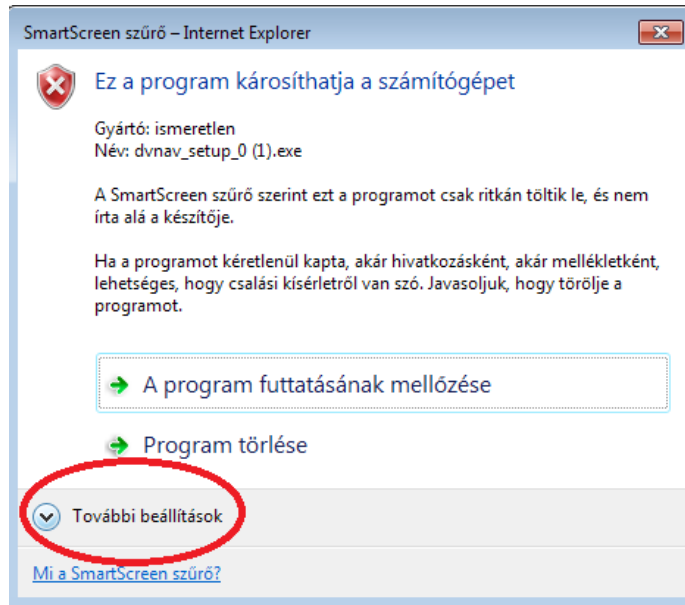 SmartScreen szűrő – Internet Explorer
Ez a program károsíthatja a számítógépet
Gyártó: ismeretlen
Név: dvnav_setup_0 (1).exe
A SmartScreen szűrő szerint ezt a programot csak ritkán töltik le, és nem
írta alá a készítője.
Ha a programot kéretlenül kapta, akár hivatkozásként, akár mellékletként,
lehetséges, hogy csalási kísérletről van szó. Javasoljuk, hogy törölje a
programot.
A program futtatásának mellőzése
Program törlése
További beállítások
Mi a SmartScreen szűrő?